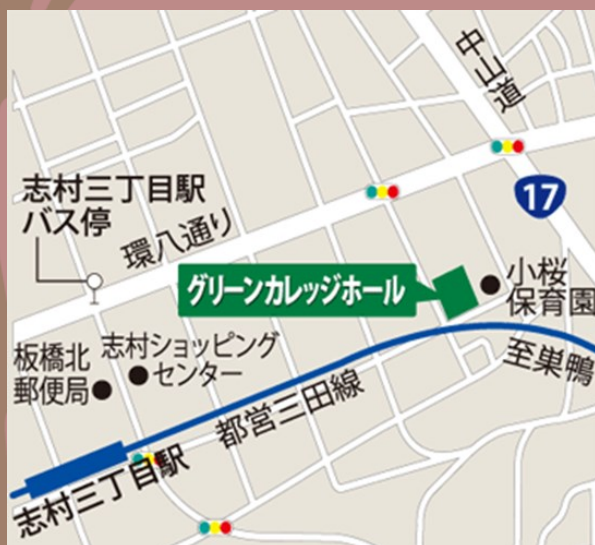 中山道
17
志村三丁目駅
バス停
環八通り
グリーンカレッジホール
小桜
保育園
板橋北
郵便局
志村ショッピング
センター
至巣鴨
都営三田線
志村三丁目駅